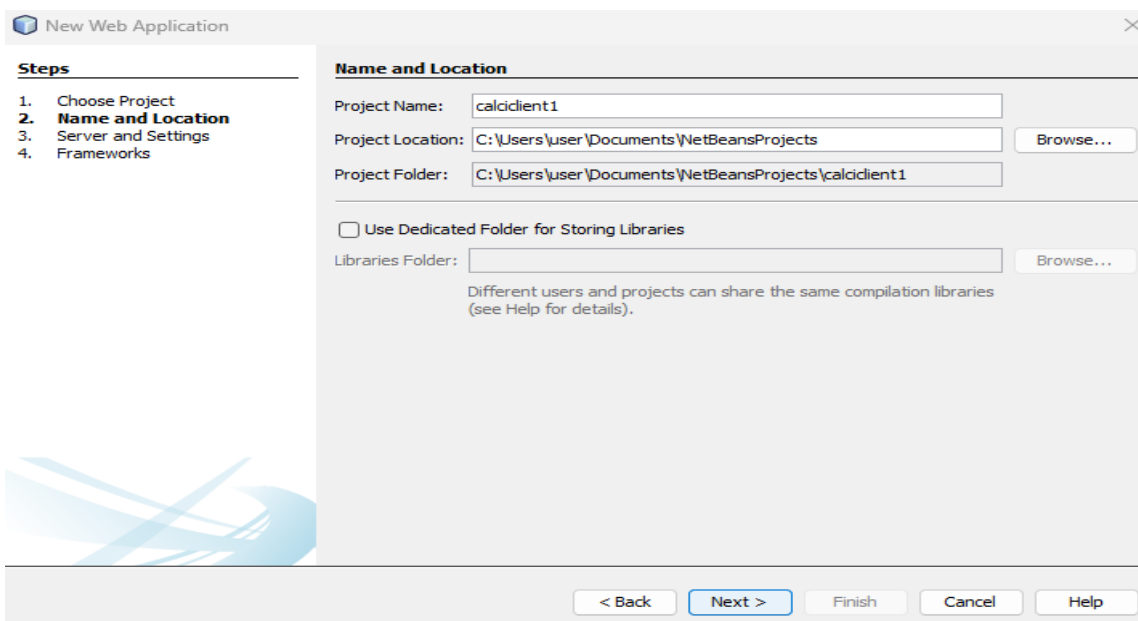 New Web Application
Steps
1. Choose Project
2. Name and Location
3. Server and Settings
4. Frameworks
Name and Location
Project Name: calciclient1
Project Location: C:\Users\user\Documents\NetBeansProjects Browse...
Project Folder: C:\Users\user\Documents\NetBeansProjects\calciclient1
Use Dedicated Folder for Storing Libraries
Libraries Folder: Browse...
Different users and projects can share the same compilation libraries
(see Help for details).
< Back Next > Finish Cancel Help